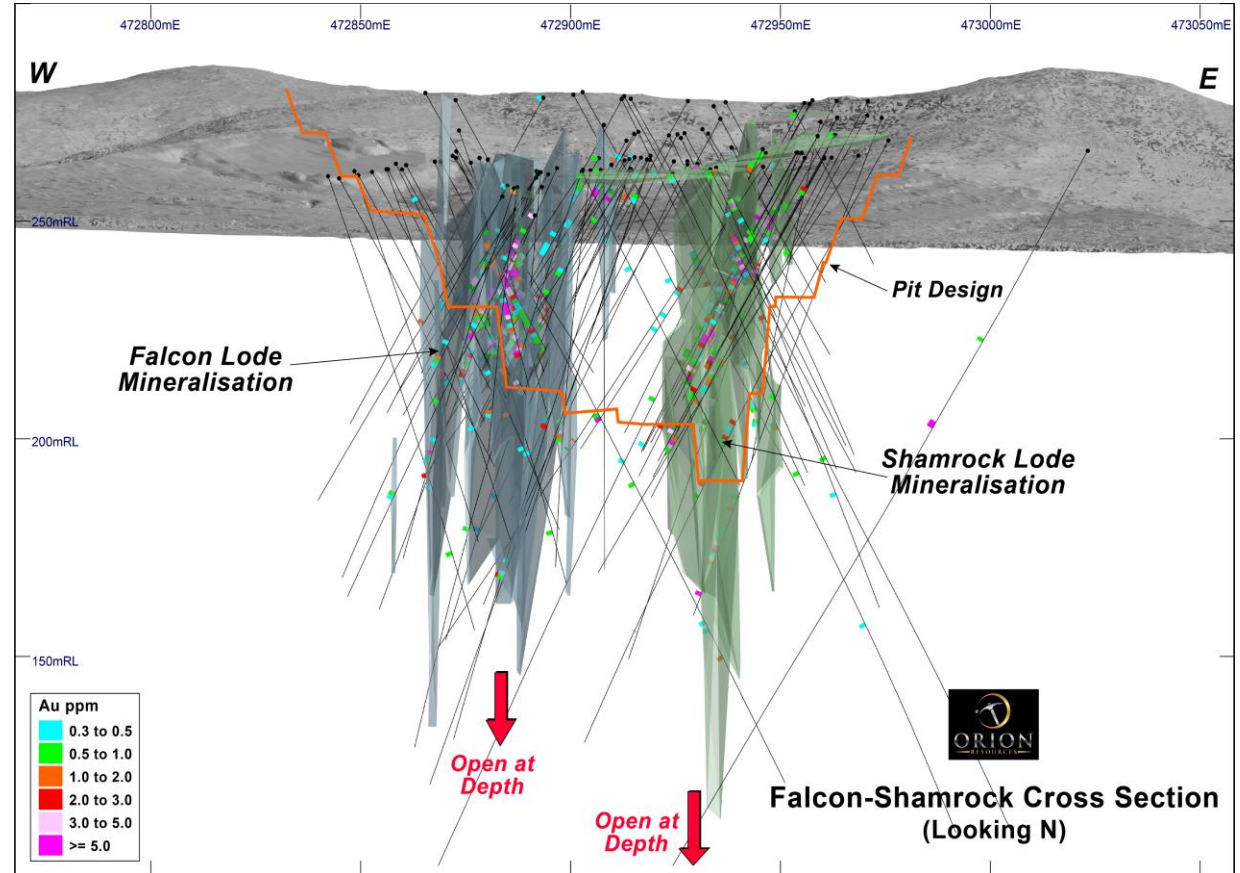 472800mE
472850mE
472900mE
472950mE
473000mE
473050mE
W
E
250mRL
Pit Design
Falcon Lode
Mineralisation
200mRL
Shamrock Lode
Mineralisation
150mRL
Au ppm
0.3 to 0.5
0.5 to 1.0
1.0 to 2.0
2.0 to 3.0
3.0 to 5.0
>= 5.0
Open at
Depth
Open at
Depth
ORION
RESOURCES
Falcon-Shamrock Cross Section
(Looking N)